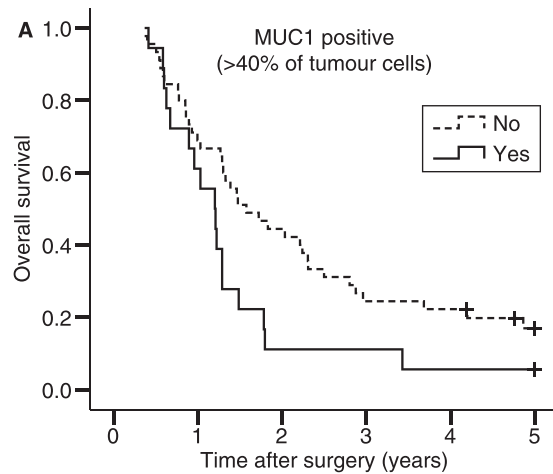 A
MUC1 positive
(>40% of tumour cells)
No
Yes
Overall survival
1.0
0.8
0.6
0.4
0.2
0.0
0 1 2 3 4 5
Time after surgery (years)